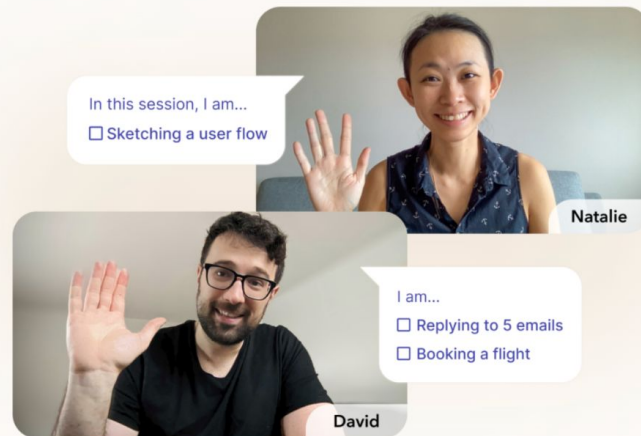 In this session, I am...
Sketching a user flow
Natalie
I am...
Replying to 5 emails
Booking a flight
David